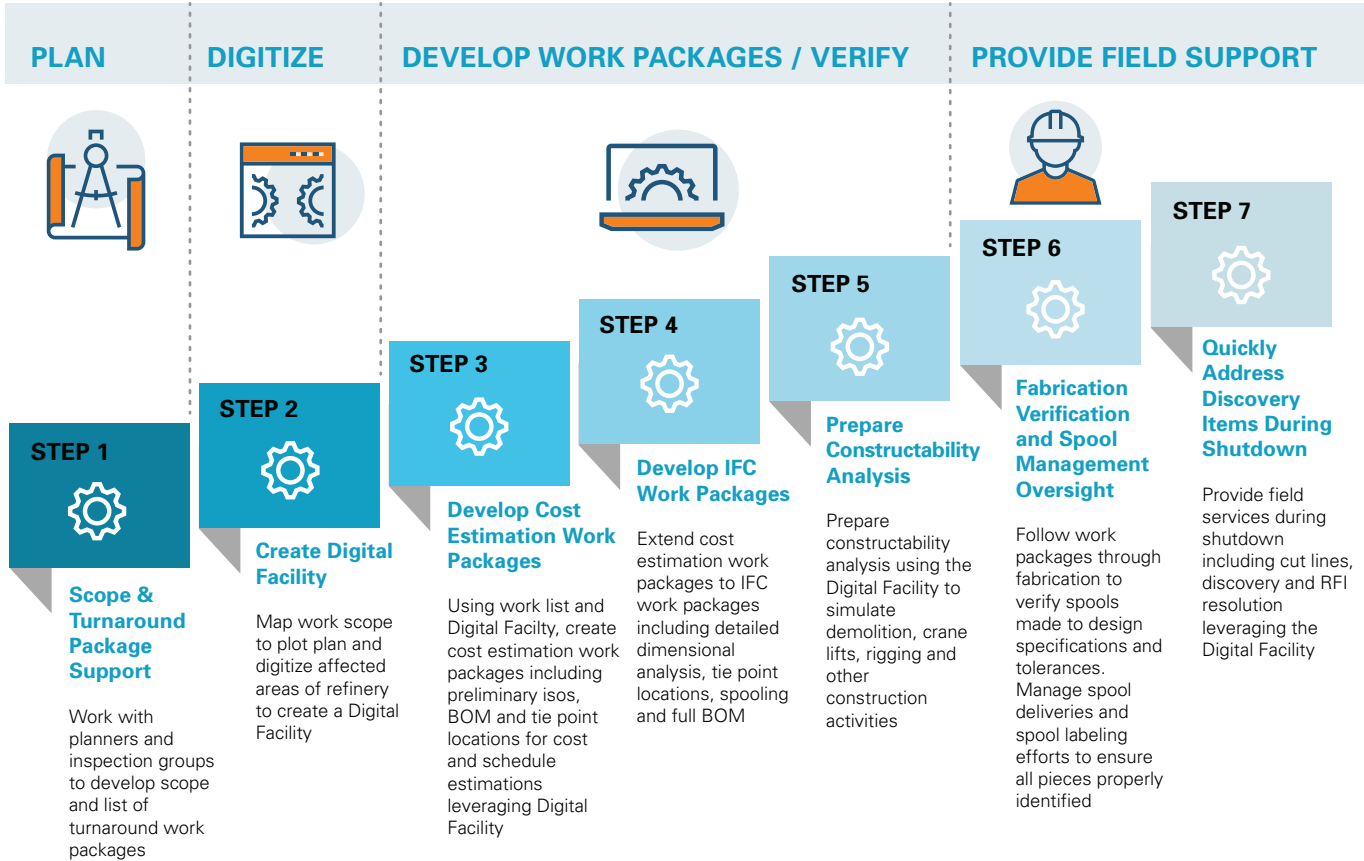 PLAN
DIGITIZE
DEVELOP WORK PACKAGES / VERIFY
PROVIDE FIELD SUPPORT
STEP 1
Scope &
Turnaround
Package
Support
Work with
planners and
inspection groups
to develop scope
and list of
turnaround work
packages
STEP 2
Create Digital
Facility
Map work scope
to plot plan and
digitize affected
areas of refinery
to create a Digital
Facility
STEP 3
Develop Cost
Estimation Work
Packages
Using work list and
Digital Facilty, create
cost estimation work
packages including
preliminary isos,
BOM and tie point
locations for cost
and schedule
estimations
leveraging Digital
Facility
STEP 4
Develop IFC
Work Packages
Extend cost
estimation work
packages to IFC
work packages
including detailed
dimensional
analysis, tie point
locations, spooling
and full BOM
STEP 5
Prepare
Constructability
Analysis
Prepare
constructability
analysis using the
Digital Facility to
simulate
demolition, crane
lifts, rigging and
other
construction
activities
STEP 6
Fabrication
Verification
and Spool
Management
Oversight
Follow work
packages through
fabrication to
verify spools
made to design
specifications and
tolerances.
Manage spool
deliveries and
spool labeling
efforts to ensure
all pieces properly
identified
STEP 7
Quickly
Address
Discovery
Items During
Shutdown
Provide field
services during
shutdown
including cut lines,
discovery and RFI
resolution
leveraging the
Digital Facility